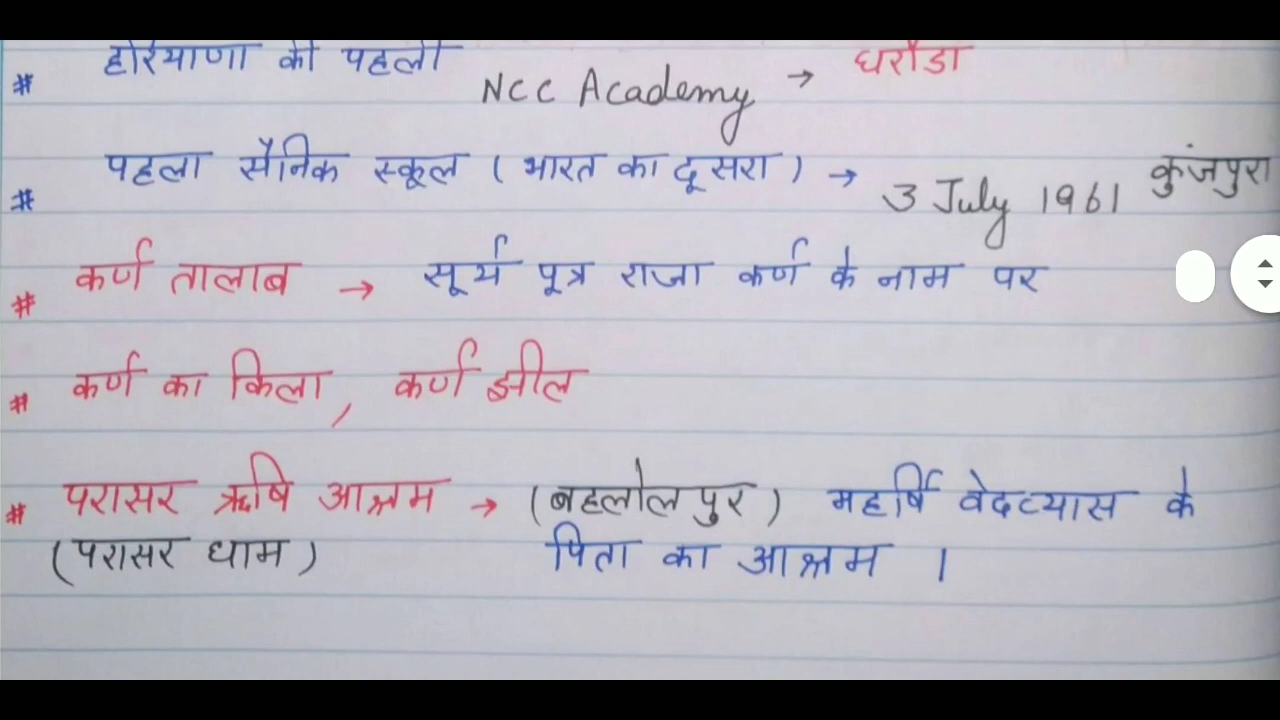 # हरियाणा की पहली NCC Academy → घरौंडा
# पहला सैनिक स्कूल (भारत का दूसरा) → 3 July 1961 कुंजपुरा
# कर्ण तालाब → सूर्य पूत्र राजा कर्ण के नाम पर
# कर्ण का किला, कर्ण झील
# परासर ऋषि आश्रम → (बहलोलपुर) महर्षि वेदव्यास के
(परासर धाम) पिता का आश्रम ।